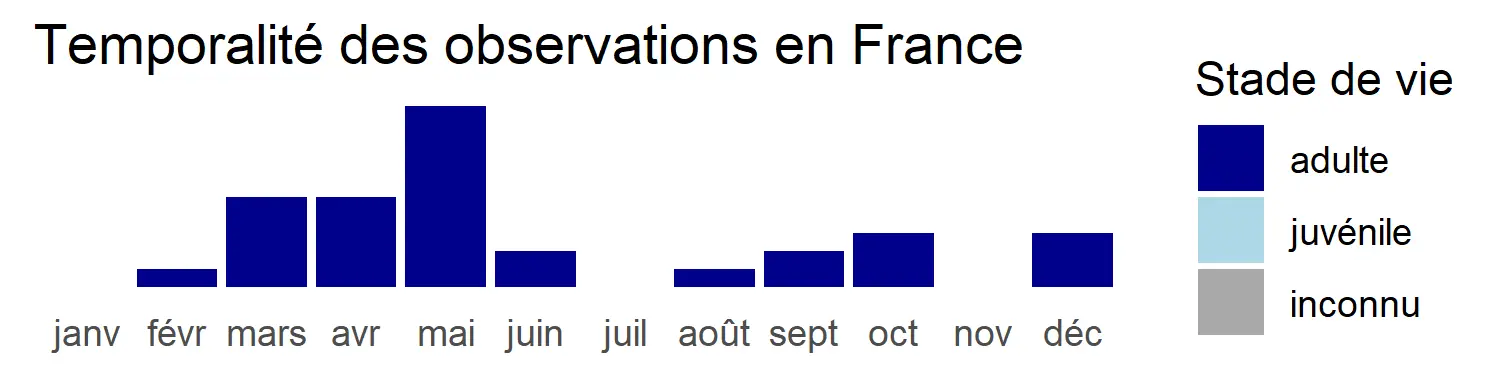 Temporalité des observations en France
Stade de vie
adulte
juvénile
inconnu
janv févr mars avr mai juin juil août sept oct nov déc